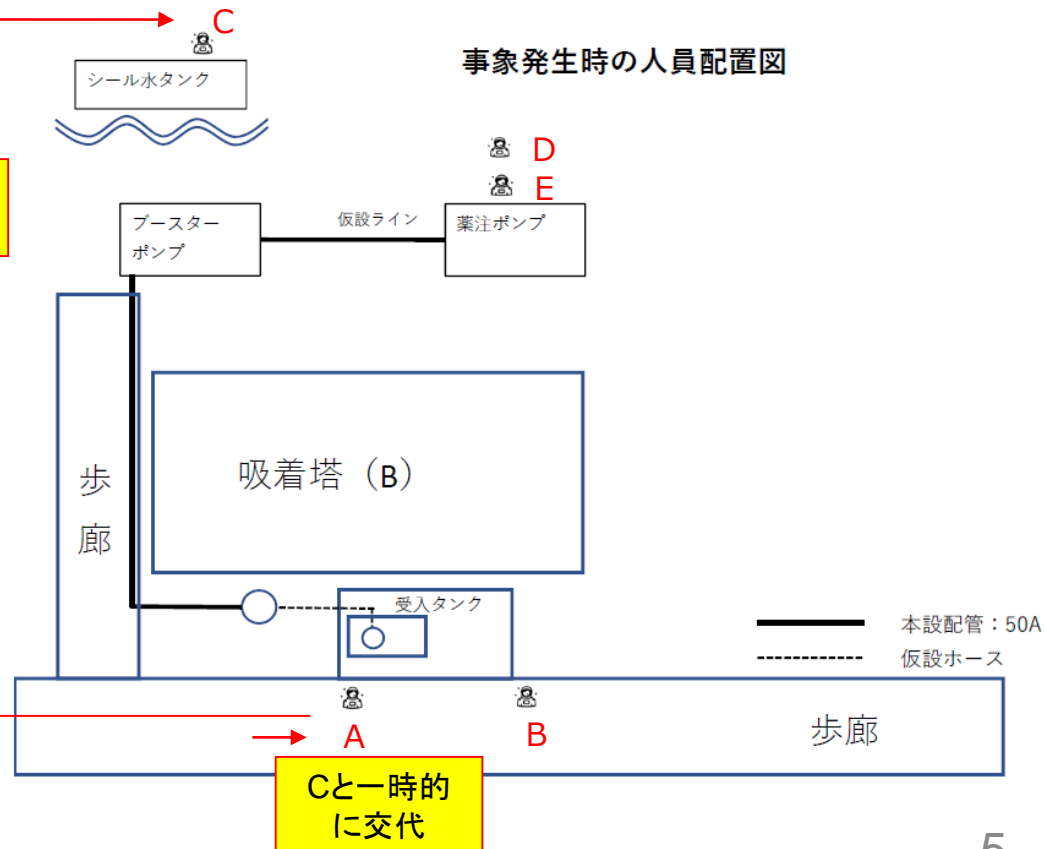 C
シール水タンク
事象発生時の人員配置図
D
E
ブースター
ポンプ
仮設ライン
薬注ポンプ
歩
廊
吸着塔（B）
受入タンク
本設配管：50A
仮設ホース
A
B
歩廊
Cと一時的
に交代